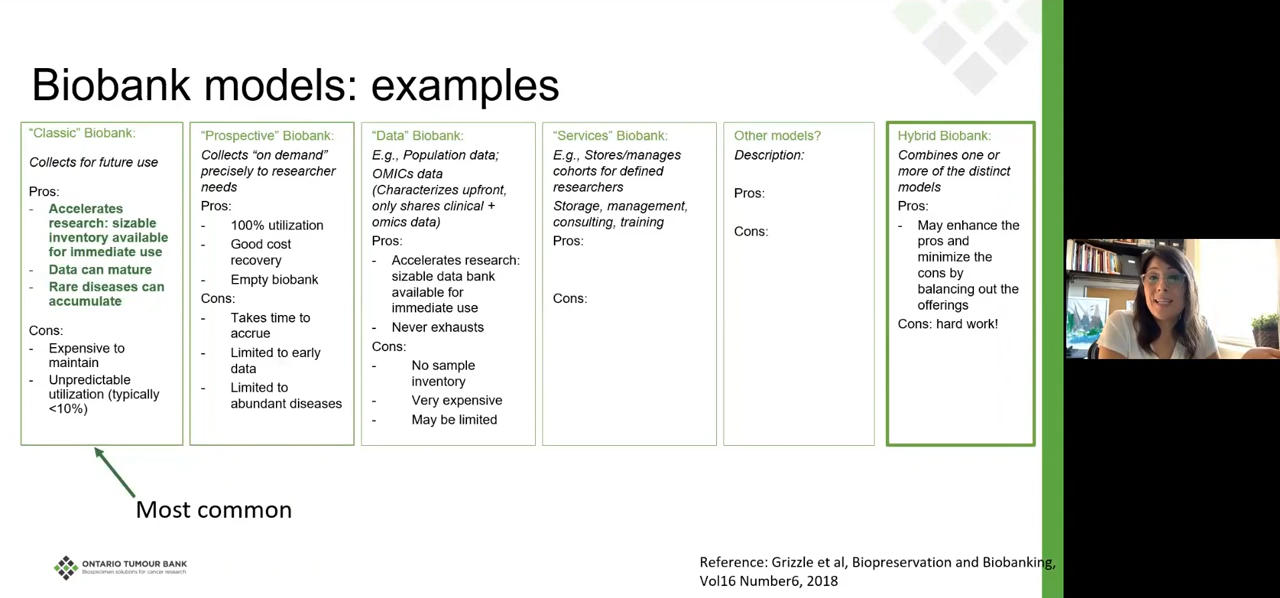 Biobank models: examples
“Classic” Biobank:
Collects for future use
Pros:
- Accelerates
research: sizable
inventory available
for immediate use
- Data can mature
- Rare diseases can
accumulate
Cons:
- Expensive to
maintain
- Unpredictable
utilization (typically
<10%)
“Prospective” Biobank:
Collects “on demand”
precisely to researcher
needs
Pros:
- 100% utilization
- Good cost
recovery
- Empty biobank
Cons:
- Takes time to
accrue
- Limited to early
data
- Limited to
abundant diseases
“Data” Biobank:
E.g., Population data;
OMICs data
(Characterizes upfront,
only shares clinical +
omics data)
Pros:
- Accelerates research:
sizable data bank
available for
immediate use
- Never exhausts
Cons:
- No sample
inventory
- Very expensive
- May be limited
“Services” Biobank:
E.g., Stores/manages
cohorts for defined
researchers
Storage, management,
consulting, training
Pros:
Cons:
Other models?
Description:
Pros:
Cons:
Hybrid Biobank:
Combines one or
more of the distinct
models
Pros:
- May enhance the
pros and
minimize the
cons by
balancing out the
offerings
Cons: hard work!
Most common
ONTARIO TUMOUR BANK
Biospecimen solutions for cancer research
Reference: Grizzle et al, Biopreservation and Biobanking,
Vol16 Number6, 2018